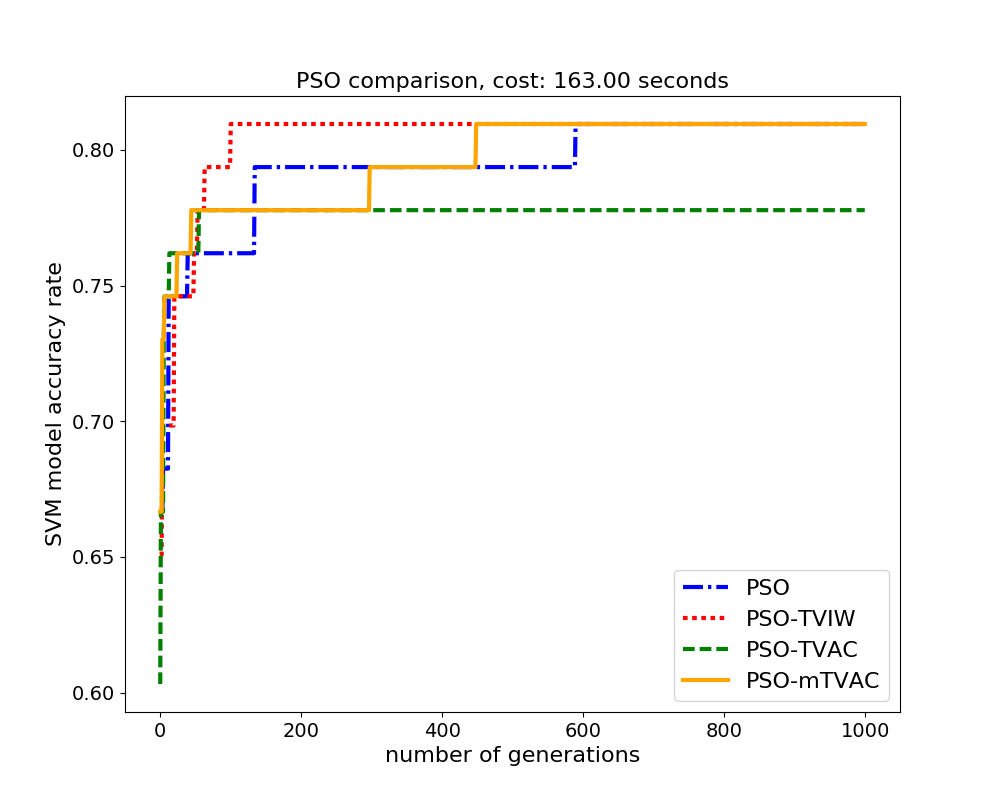 PSO comparison, cost: 163.00 seconds
SVM model accuracy rate
0.80
0.75
0.70
0.65
0.60
0
200
400
600
800
1000
number of generations
PSO
PSO-TVIW
PSO-TVAC
PSO-mTVAC